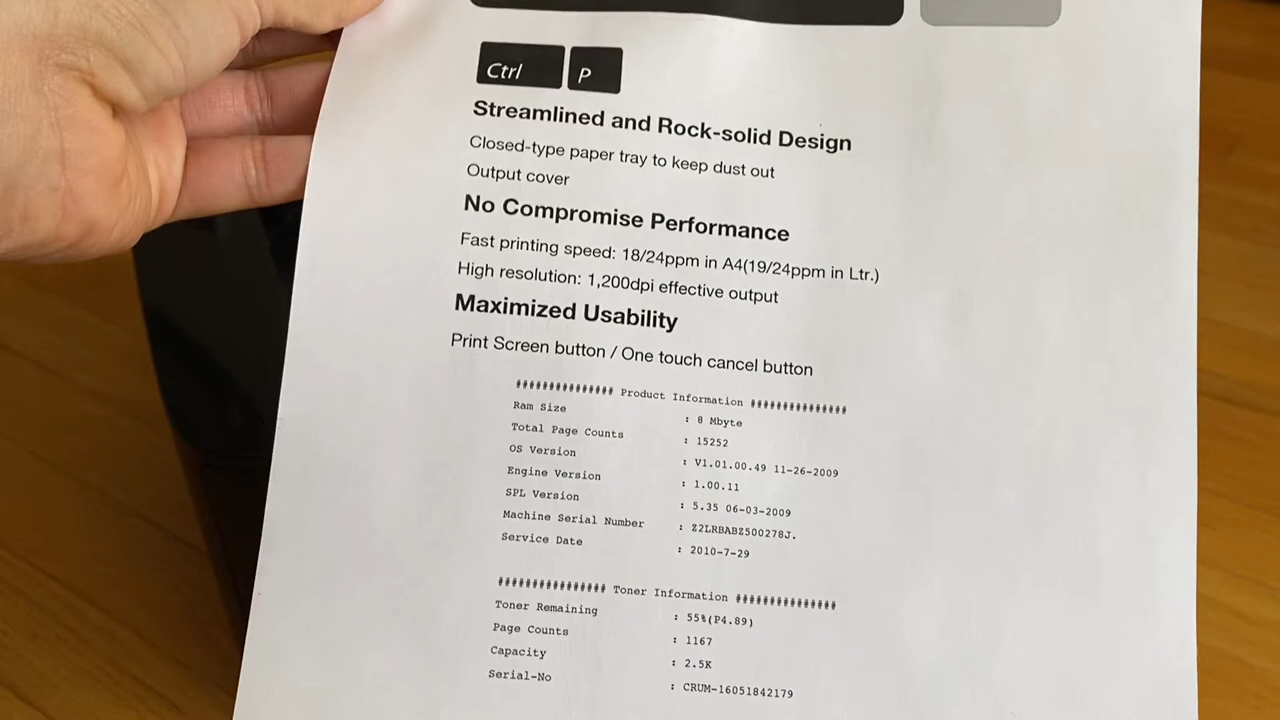 Ctrl P
Streamlined and Rock-solid Design
Closed-type paper tray to keep dust out
Output cover
No Compromise Performance
Fast printing speed: 18/24ppm in A4(19/24ppm in Ltr.)
High resolution: 1,200dpi effective output
Maximized Usability
Print Screen button / One touch cancel button
############### Product Information ###############
Ram Size : 8 Mbyte
Total Page Counts : 15252
OS Version : V1.01.00.49 11-26-2009
Engine Version : 1.00.11
SPL Version : 5.35 06-03-2009
Machine Serial Number : Z2LRBABZ500278J.
Service Date : 2010-7-29
################ Toner Information ###############
Toner Remaining : 55%(P4.89)
Page Counts : 1167
Capacity : 2.5K
Serial-No : CRUM-16051842179